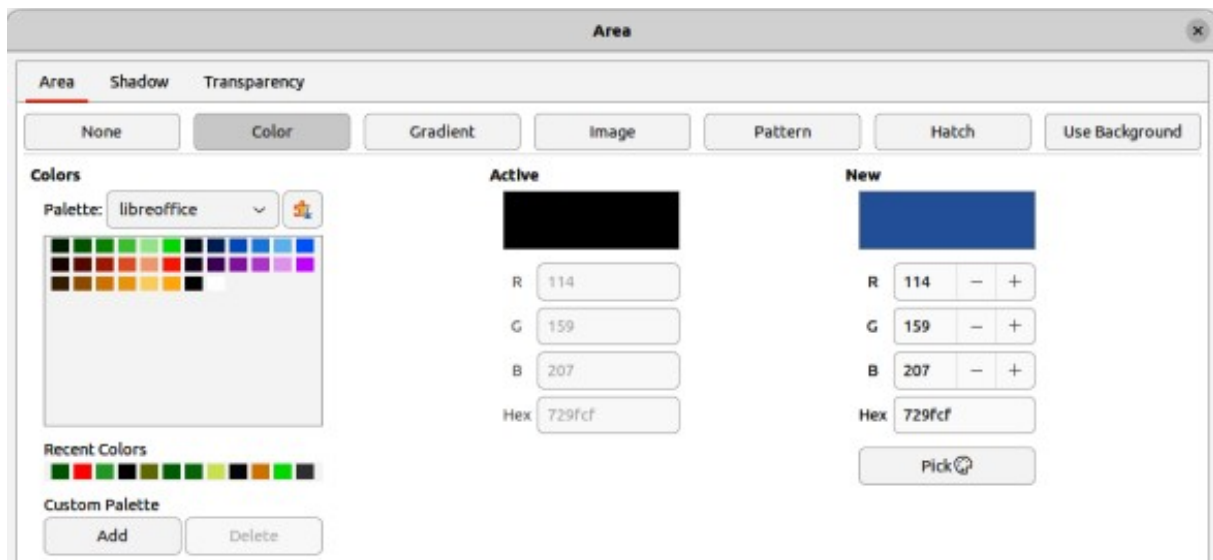 Area
Area Shadow Transparency
None Color Gradient Image Pattern Hatch Use Background
Colors Active New
Palette: libreoffice
R 114 R 114 − +
G 159 G 159 − +
B 207 B 207 − +
Hex 729fcf Hex 729fcf
Recent Colors
Pick
Custom Palette
Add Delete